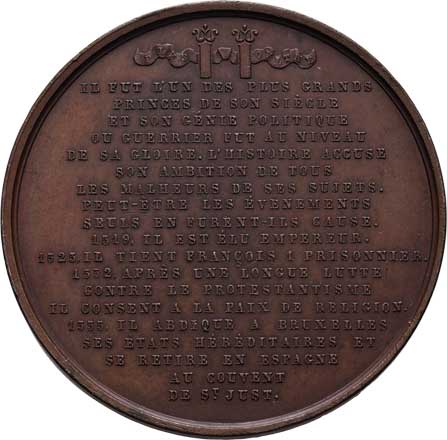 IL FUT L'UN DES PLUS GRANDS
PRINCES DE SON SIÈCLE
ET SON GÉNIE POLITIQUE
OU GUERRIER FUT AU NIVEAU
DE SA GLOIRE. L'HISTOIRE ACCUSE
SON AMBITION DE TOUS
LES MALHEURS DE SES SUJETS.
PEUT-ÊTRE LES ÉVENEMENTS
SEULS EN FURENT-ILS CAUSE.
1519. IL EST ÉLU EMPEREUR.
1525. IL TIENT FRANÇOIS I PRISONNIER.
1552. APRÈS UNE LONGUE LUTTE
CONTRE LE PROTESTANTISME
IL CONSENT A LA PAIX DE RELIGION.
1555. IL ABDIQUE A BRUXELLES
SES ETATS HÉRÉDITAIRES ET
SE RETIRE EN ESPAGNE
AU COUVENT
DE ST JUST.